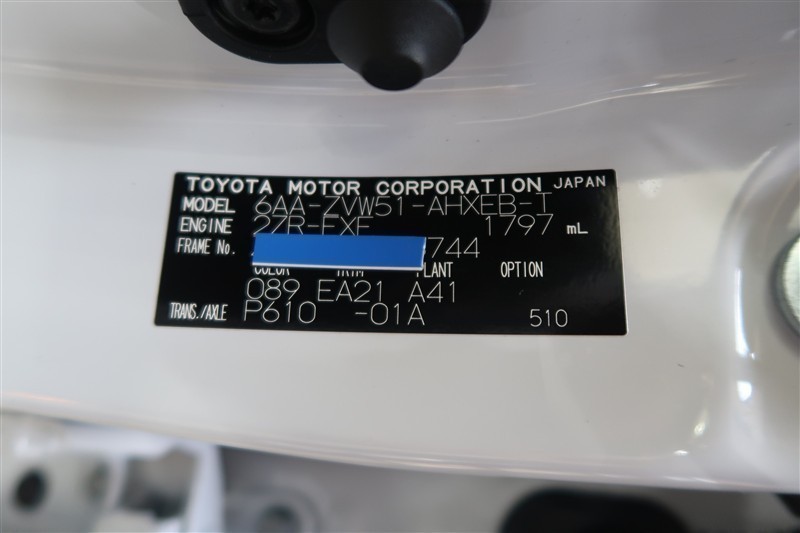 TOYOTA MOTOR CORPORATION JAPAN
MODEL 6AA-ZVW51-AHXEB-T
ENGINE 2ZR-FXE 1797 mL
FRAME No. 744
COLOR TRIM PLANT OPTION
089 EA21 A41
TRANS./AXLE P610 -01A 510